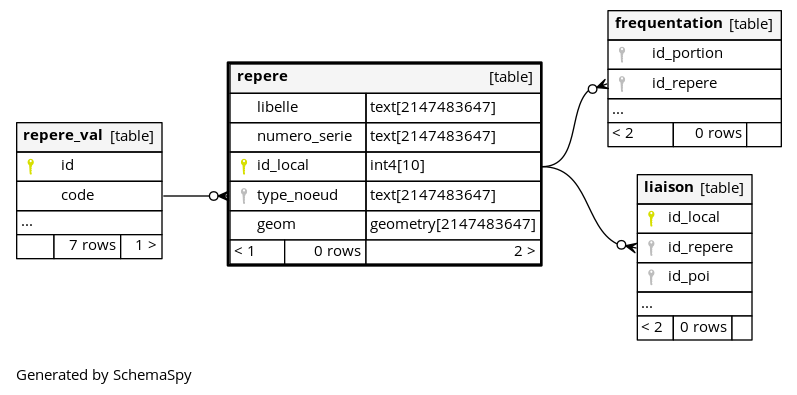 repere_val [table]
id
code
...
7 rows 1 >
repere [table]
libelle text[2147483647]
numero_serie text[2147483647]
id_local int4[10]
type_noeud text[2147483647]
geom geometry[2147483647]
< 1 0 rows 2 >
frequentation [table]
id_portion
id_repere
...
< 2 0 rows
liaison [table]
id_local
id_repere
id_poi
...
< 2 0 rows
Generated by SchemaSpy